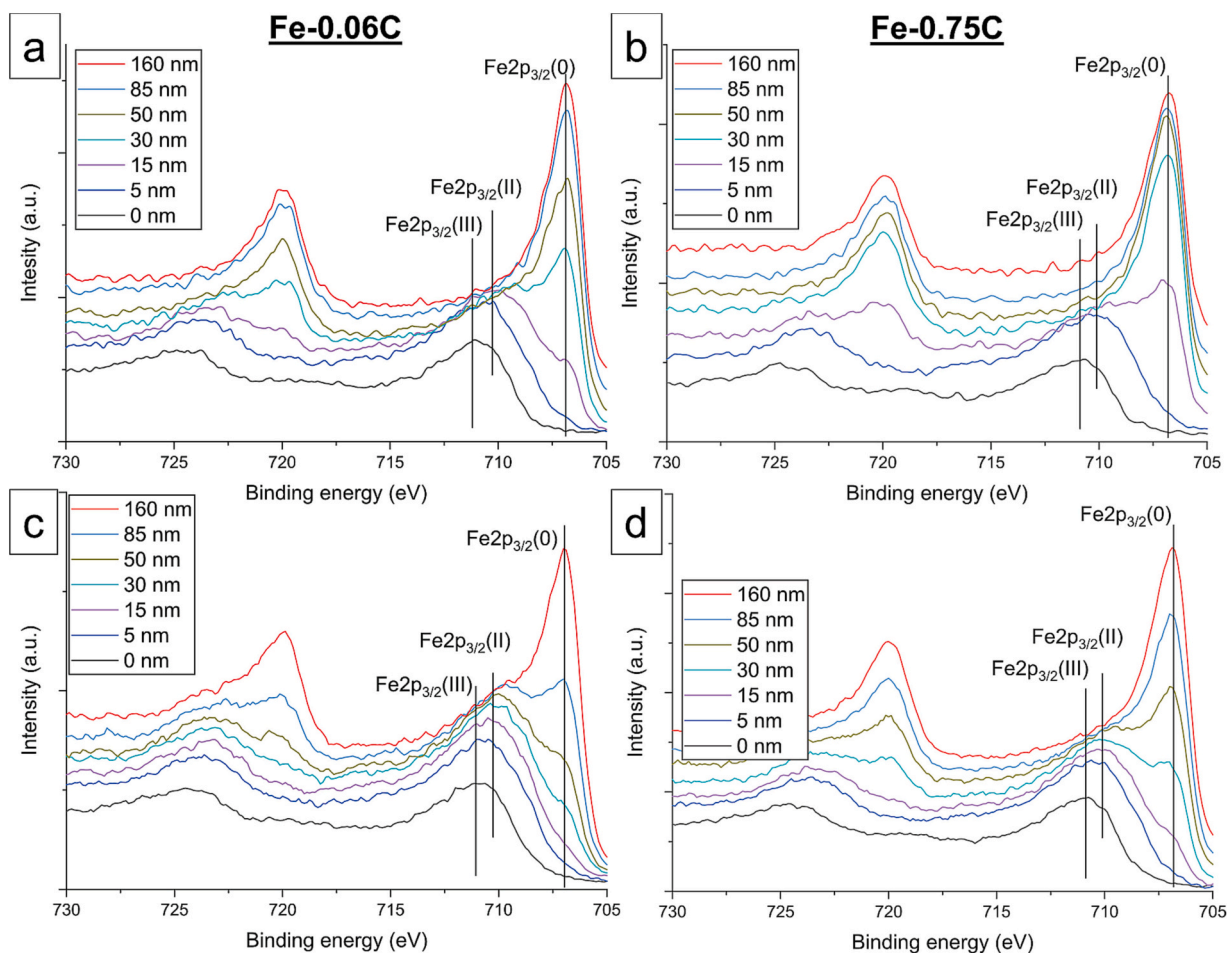 Fe-0.06C
Fe-0.75C
a
160 nm
85 nm
50 nm
30 nm
15 nm
5 nm
0 nm
Fe2p3/2(0)
Fe2p3/2(II)
Fe2p3/2(III)
Intesity (a.u.)
730 725 720 715 710 705
Binding energy (eV)
b
160 nm
85 nm
50 nm
30 nm
15 nm
5 nm
0 nm
Fe2p3/2(0)
Fe2p3/2(II)
Fe2p3/2(III)
Intensity (a.u.)
730 725 720 715 710 705
Binding energy (eV)
c
160 nm
85 nm
50 nm
30 nm
15 nm
5 nm
0 nm
Fe2p3/2(0)
Fe2p3/2(II)
Fe2p3/2(III)
Intensity (a.u.)
730 725 720 715 710 705
Binding energy (eV)
d
160 nm
85 nm
50 nm
30 nm
15 nm
5 nm
0 nm
Fe2p3/2(0)
Fe2p3/2(II)
Fe2p3/2(III)
Intensity (a.u.)
730 725 720 715 710 705
Binding energy (eV)